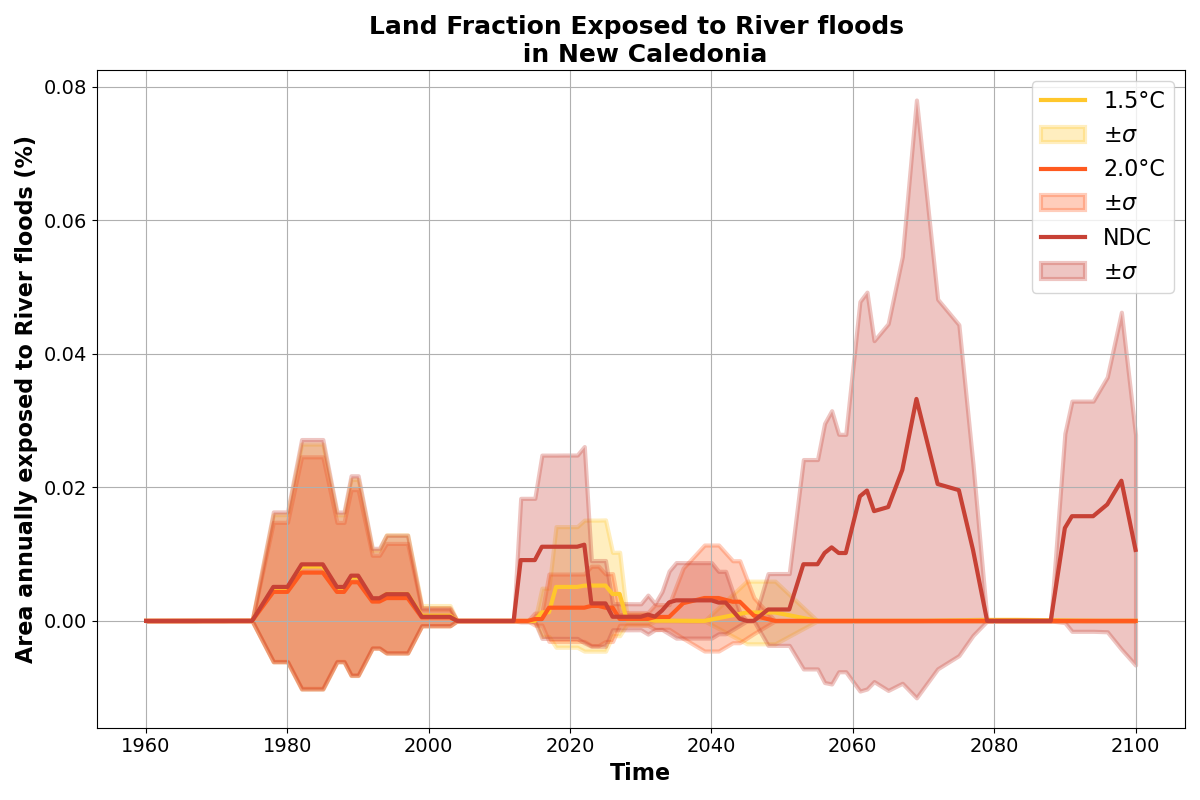 Land Fraction Exposed to River floods
in New Caledonia
Area annually exposed to River floods (%)
0.08
0.06
0.04
0.02
0.00
1960
1980
2000
2020
2040
2060
2080
2100
Time
1.5°C
±σ
2.0°C
±σ
NDC
±σ